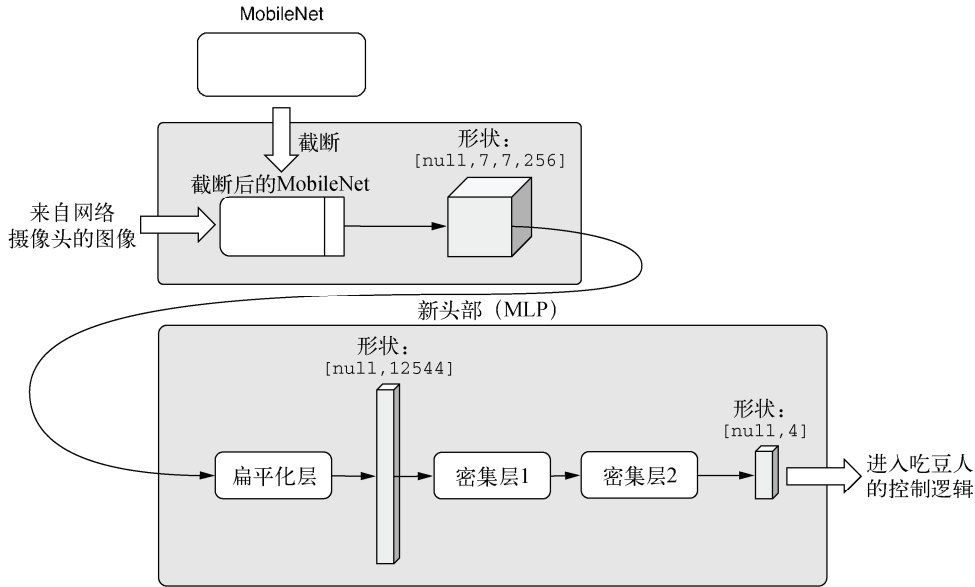 MobileNet
截断
形状：
[null,7,7,256]
截断后的MobileNet
来自网络
摄像头的图像
新头部（MLP）
形状：
[null,12544]
形状：
[null,4]
扁平化层
密集层1
密集层2
进入吃豆人
的控制逻辑